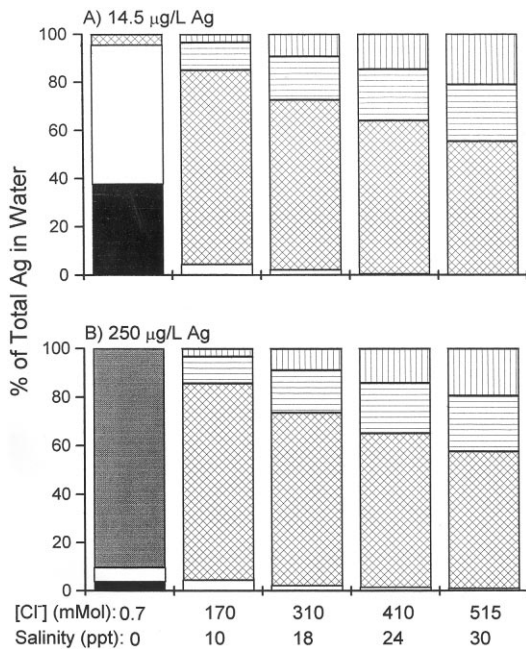 A) 14.5 µg/L Ag
100
80
60
40
20
0
% of Total Ag in Water
B) 250 µg/L Ag
100
80
60
40
20
0
[Cl⁻] (mMol): 0.7 170 310 410 515
Salinity (ppt): 0 10 18 24 30